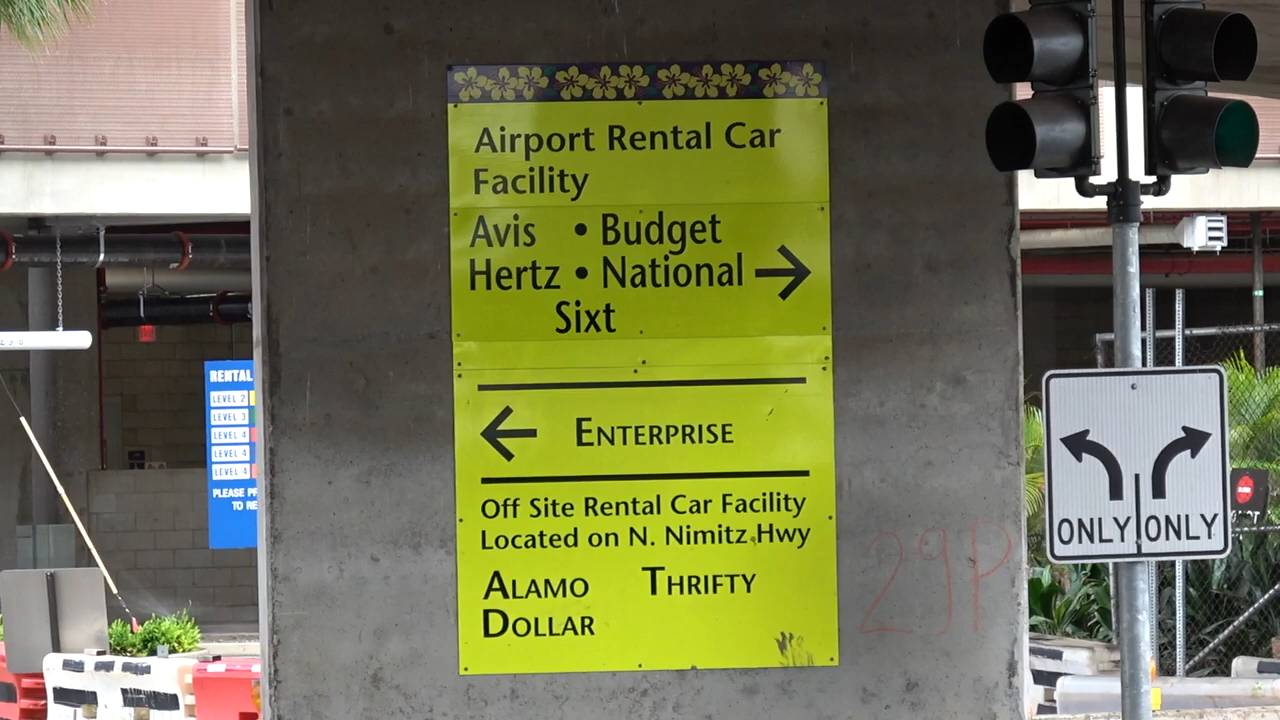 Airport Rental Car
Facility
Avis • Budget
Hertz • National →
Sixt
← ENTERPRISE
Off Site Rental Car Facility
Located on N. Nimitz Hwy
ALAMO THRIFTY
DOLLAR
RENTAL
LEVEL 2
LEVEL 3
LEVEL 4
LEVEL 4
LEVEL 4
PLEASE PR
TO RE
29P
ONLY ONLY